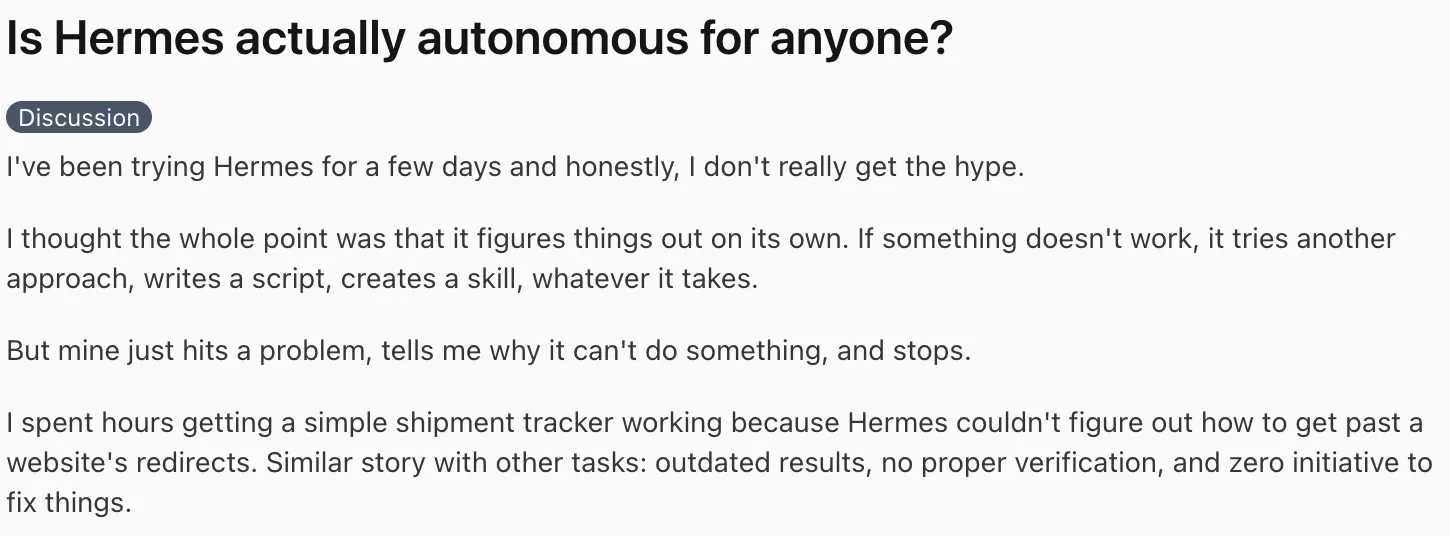 Is Hermes actually autonomous for anyone?
Discussion
I've been trying Hermes for a few days and honestly, I don't really get the hype.
I thought the whole point was that it figures things out on its own. If something doesn't work, it tries another
approach, writes a script, creates a skill, whatever it takes.
But mine just hits a problem, tells me why it can't do something, and stops.
I spent hours getting a simple shipment tracker working because Hermes couldn't figure out how to get past a
website's redirects. Similar story with other tasks: outdated results, no proper verification, and zero initiative to
fix things.